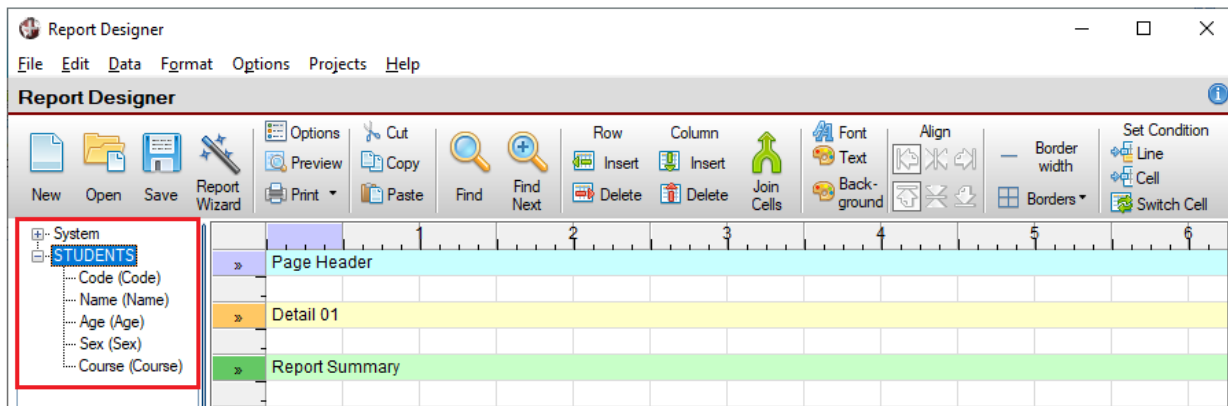 Report Designer
File Edit Data Format Options Projects Help
Report Designer
New Open Save Report Wizard
Options
Preview
Print
Cut
Copy
Paste
Find
Find Next
Row
Insert
Delete
Column
Insert
Delete
Join Cells
Font
Text
Back-ground
Align
Border width
Borders
Set Condition
Line
Cell
Switch Cell
System
STUDENTS
Code (Code)
Name (Name)
Age (Age)
Sex (Sex)
Course (Course)
1 2 3 4 5 6
» Page Header
» Detail 01
» Report Summary